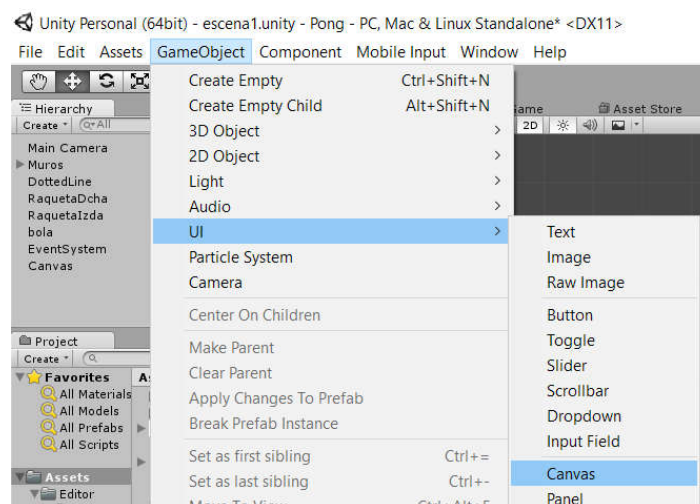 Unity Personal (64bit) - escena1.unity - Pong - PC, Mac & Linux Standalone* <DX11>
File Edit Assets GameObject Component Mobile Input Window Help
Hierarchy
Create All
Main Camera
Muros
DottedLine
RaquetaDcha
RaquetaIzda
bola
EventSystem
Canvas
Project
Create
Favorites
All Materials
All Models
All Prefabs
All Scripts
Assets
Editor
Create Empty Ctrl+Shift+N
Create Empty Child Alt+Shift+N
3D Object
2D Object
Light
Audio
UI
Particle System
Camera
Center On Children
Make Parent
Clear Parent
Apply Changes To Prefab
Break Prefab Instance
Set as first sibling Ctrl+=
Set as last sibling Ctrl+-
Asset Store
2D
Text
Image
Raw Image
Button
Toggle
Slider
Scrollbar
Dropdown
Input Field
Canvas
Panel